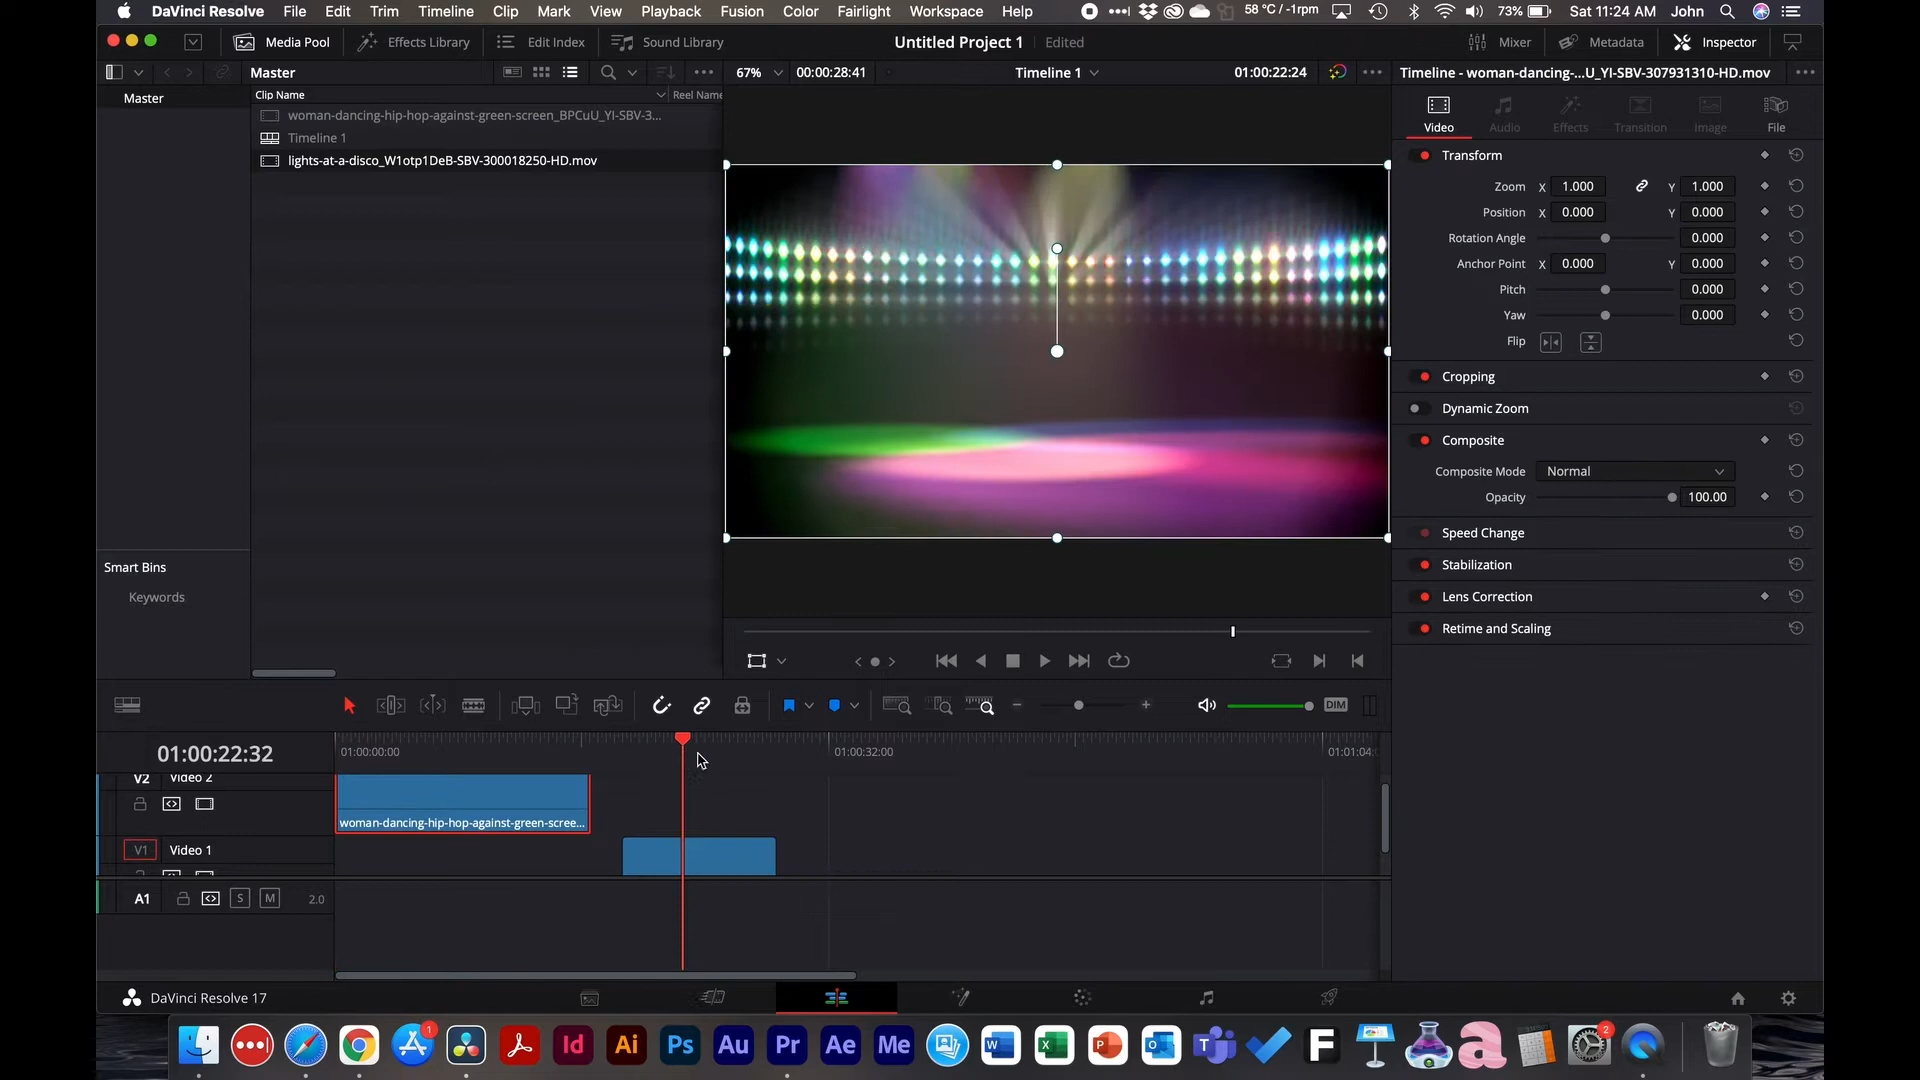 DaVinci Resolve File Edit Trim Timeline Clip Mark View Playback Fusion Color Fairlight Workspace Help 58 °C / -1rpm 73% Sat 11:24 AM John
Media Pool Effects Library Edit Index Sound Library Untitled Project 1 Edited Mixer Metadata Inspector
Master 67% 00:00:28:41 Timeline 1 01:00:22:24 Timeline - woman-dancing-...U_YI-SBV-307931310-HD.mov
Master
Clip Name Reel Name
woman-dancing-hip-hop-against-green-screen_BPCuU_YI-SBV-3...
Timeline 1
lights-at-a-disco_W1otp1DeB-SBV-300018250-HD.mov
Video Audio Effects Transition Image File
Transform
Zoom X 1.000 Y 1.000
Position X 0.000 Y 0.000
Rotation Angle 0.000
Anchor Point X 0.000 Y 0.000
Pitch 0.000
Yaw 0.000
Flip
Cropping
Dynamic Zoom
Composite
Composite Mode Normal
Opacity 100.00
Speed Change
Stabilization
Lens Correction
Retime and Scaling
Smart Bins
Keywords
DIM
01:00:22:32 01:00:00:00 01:00:32:00 01:01:04:
V2 Video 2
woman-dancing-hip-hop-against-green-scree...
V1 Video 1
A1 S M 2.0
DaVinci Resolve 17
1 Id Ai Ps Au Pr Ae Me W X P O T F a 2